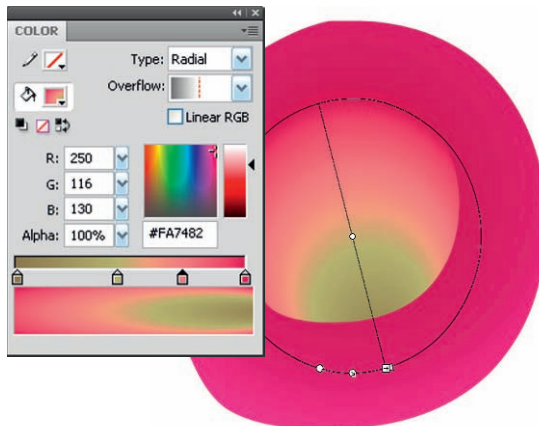 COLOR
Type: Radial
Overflow:
Linear RGB
R: 250
G: 116
B: 130
Alpha: 100% #FA7482